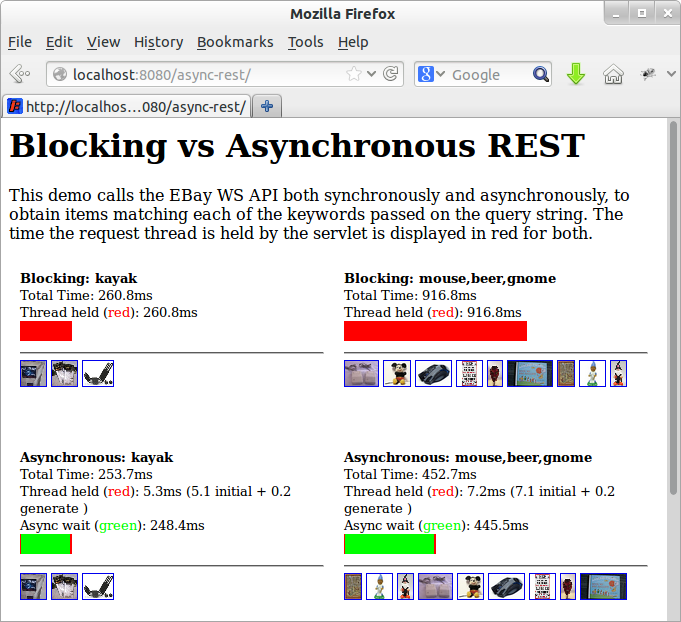 Mozilla Firefox
File Edit View History Bookmarks Tools Help
localhost:8080/async-rest/
Google
http://localhos...080/async-rest/
Blocking vs Asynchronous REST
This demo calls the EBay WS API both synchronously and asynchronously, to
obtain items matching each of the keywords passed on the query string. The
time the request thread is held by the servlet is displayed in red for both.
Blocking: kayak
Total Time: 260.8ms
Thread held (red): 260.8ms
Blocking: mouse,beer,gnome
Total Time: 916.8ms
Thread held (red): 916.8ms
Asynchronous: kayak
Total Time: 253.7ms
Thread held (red): 5.3ms (5.1 initial + 0.2
generate )
Async wait (green): 248.4ms
Asynchronous: mouse,beer,gnome
Total Time: 452.7ms
Thread held (red): 7.2ms (7.1 initial + 0.2
generate )
Async wait (green): 445.5ms